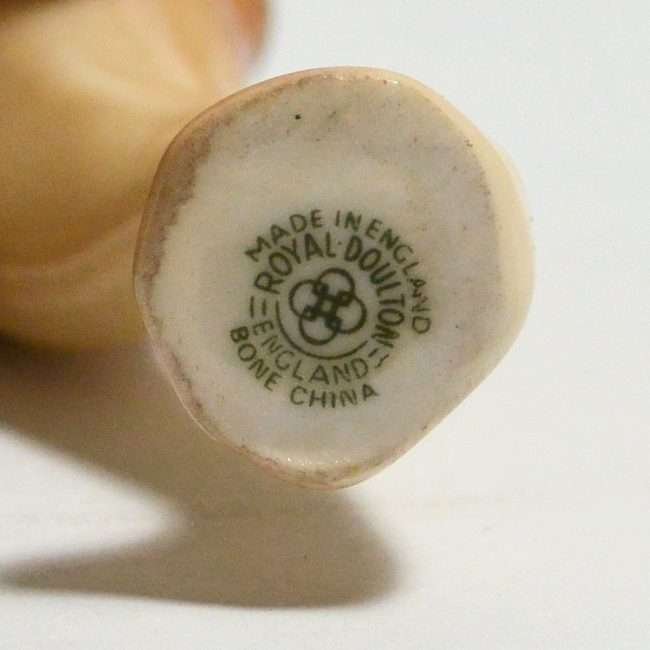 MADE IN ENGLAND
ROYAL·DOULTON
ENGLAND
BONE CHINA